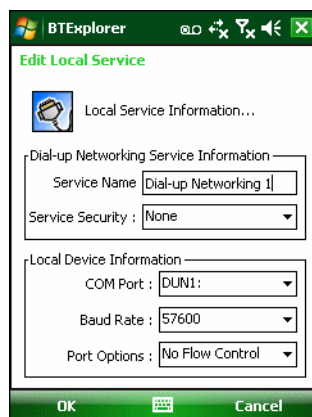 BTExplorer
Edit Local Service
Local Service Information...
Dial-up Networking Service Information
Service Name Dial-up Networking 1
Service Security : None
Local Device Information
COM Port : DUN1:
Baud Rate : 57600
Port Options : No Flow Control
OK Cancel